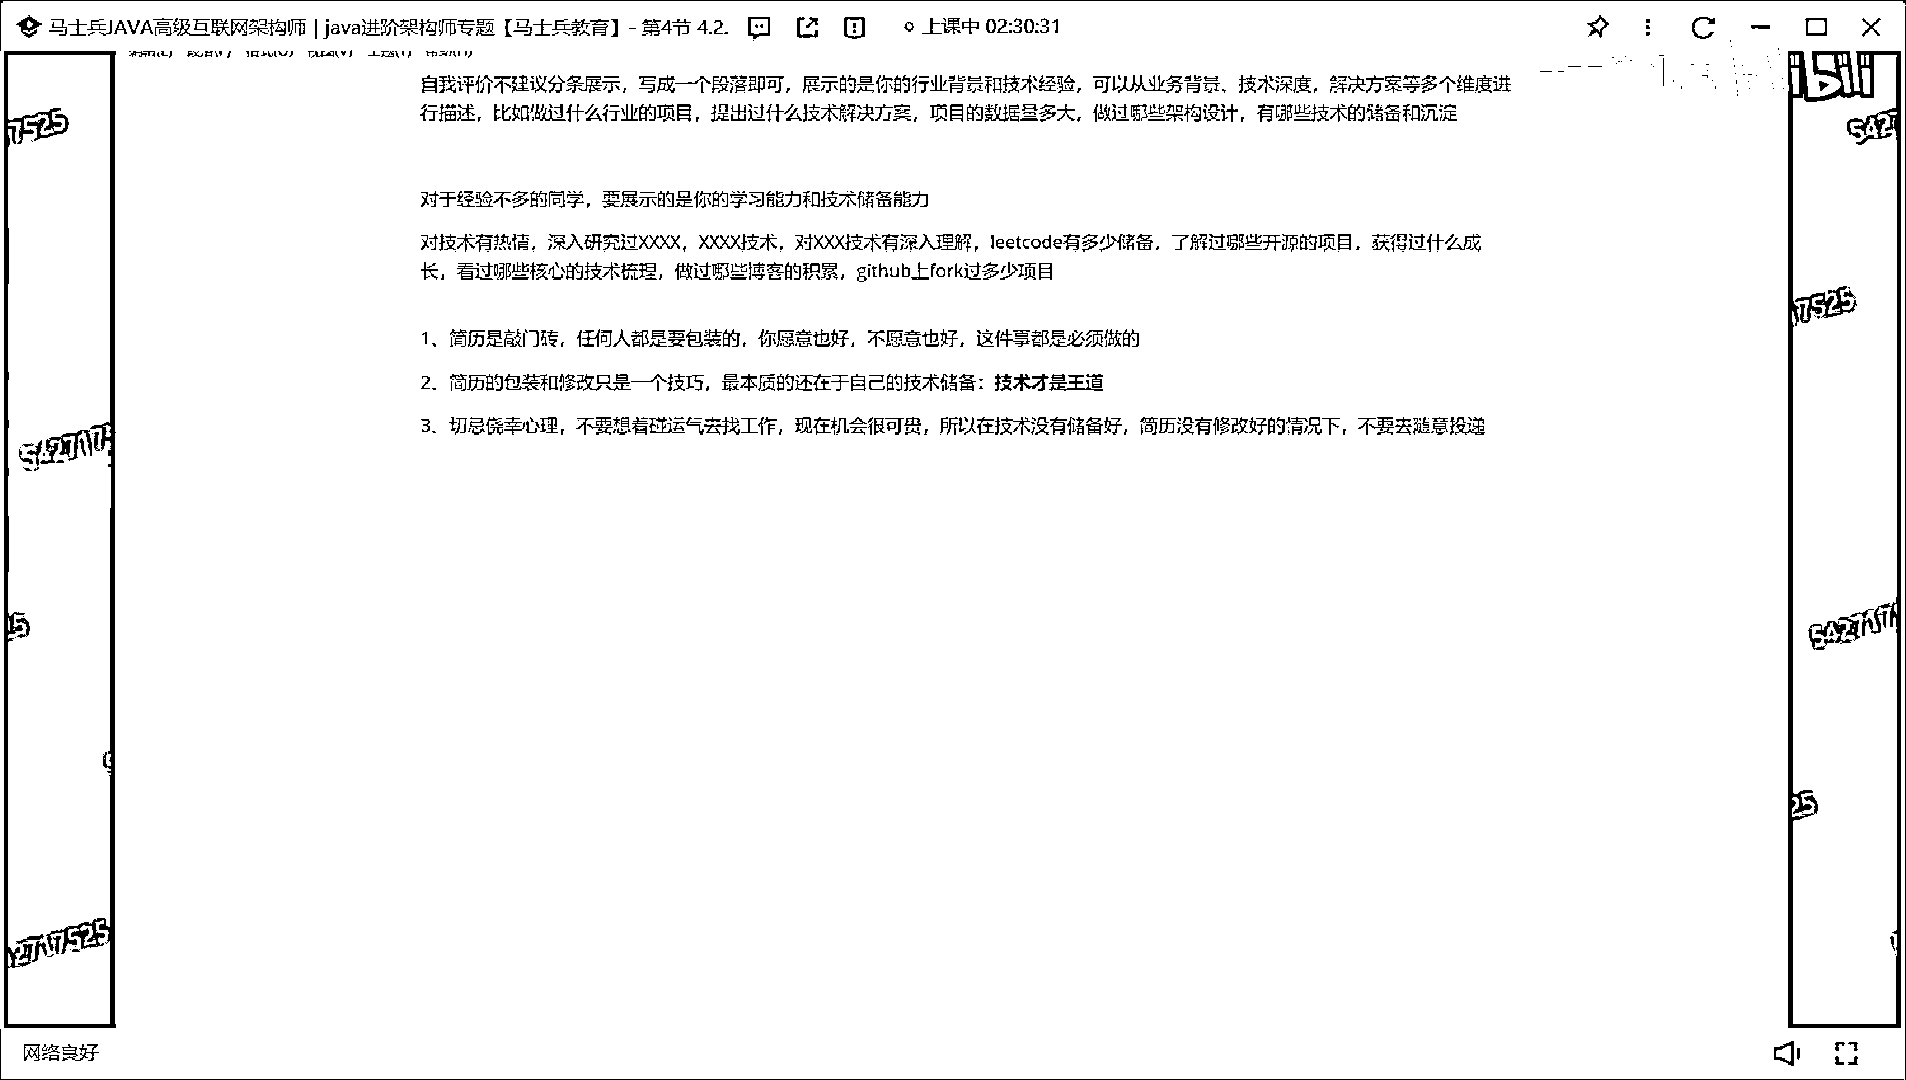 马士兵JAVA高级互联网架构师 | java进阶架构师专题【马士兵教育】- 第4节 4.2. 上课中 02:30:31
自我评价不建议分条展示，写成一个段落即可，展示的是你的行业背景和技术经验，可以从业务背景、技术深度，解决方案等多个维度进
行描述，比如做过什么行业的项目，提出过什么技术解决方案，项目的数据量多大，做过哪些架构设计，有哪些技术的储备和沉淀
对于经验不多的同学，要展示的是你的学习能力和技术储备能力
对技术有热情，深入研究过XXXX，XXXX技术，对XXX技术有深入理解，leetcode有多少储备，了解过哪些开源的项目，获得过什么成
长，看过哪些核心的技术梳理，做过哪些博客的积累，github上fork过多少项目
1、简历是敲门砖，任何人都是要包装的，你愿意也好，不愿意也好，这件事都是必须做的
2、简历的包装和修改只是一个技巧，最本质的还在于自己的技术储备：技术才是王道
3、切忌侥幸心理，不要想着碰运气去找工作，现在机会很可贵，所以在技术没有储备好，简历没有修改好的情况下，不要去随意投递
网络良好